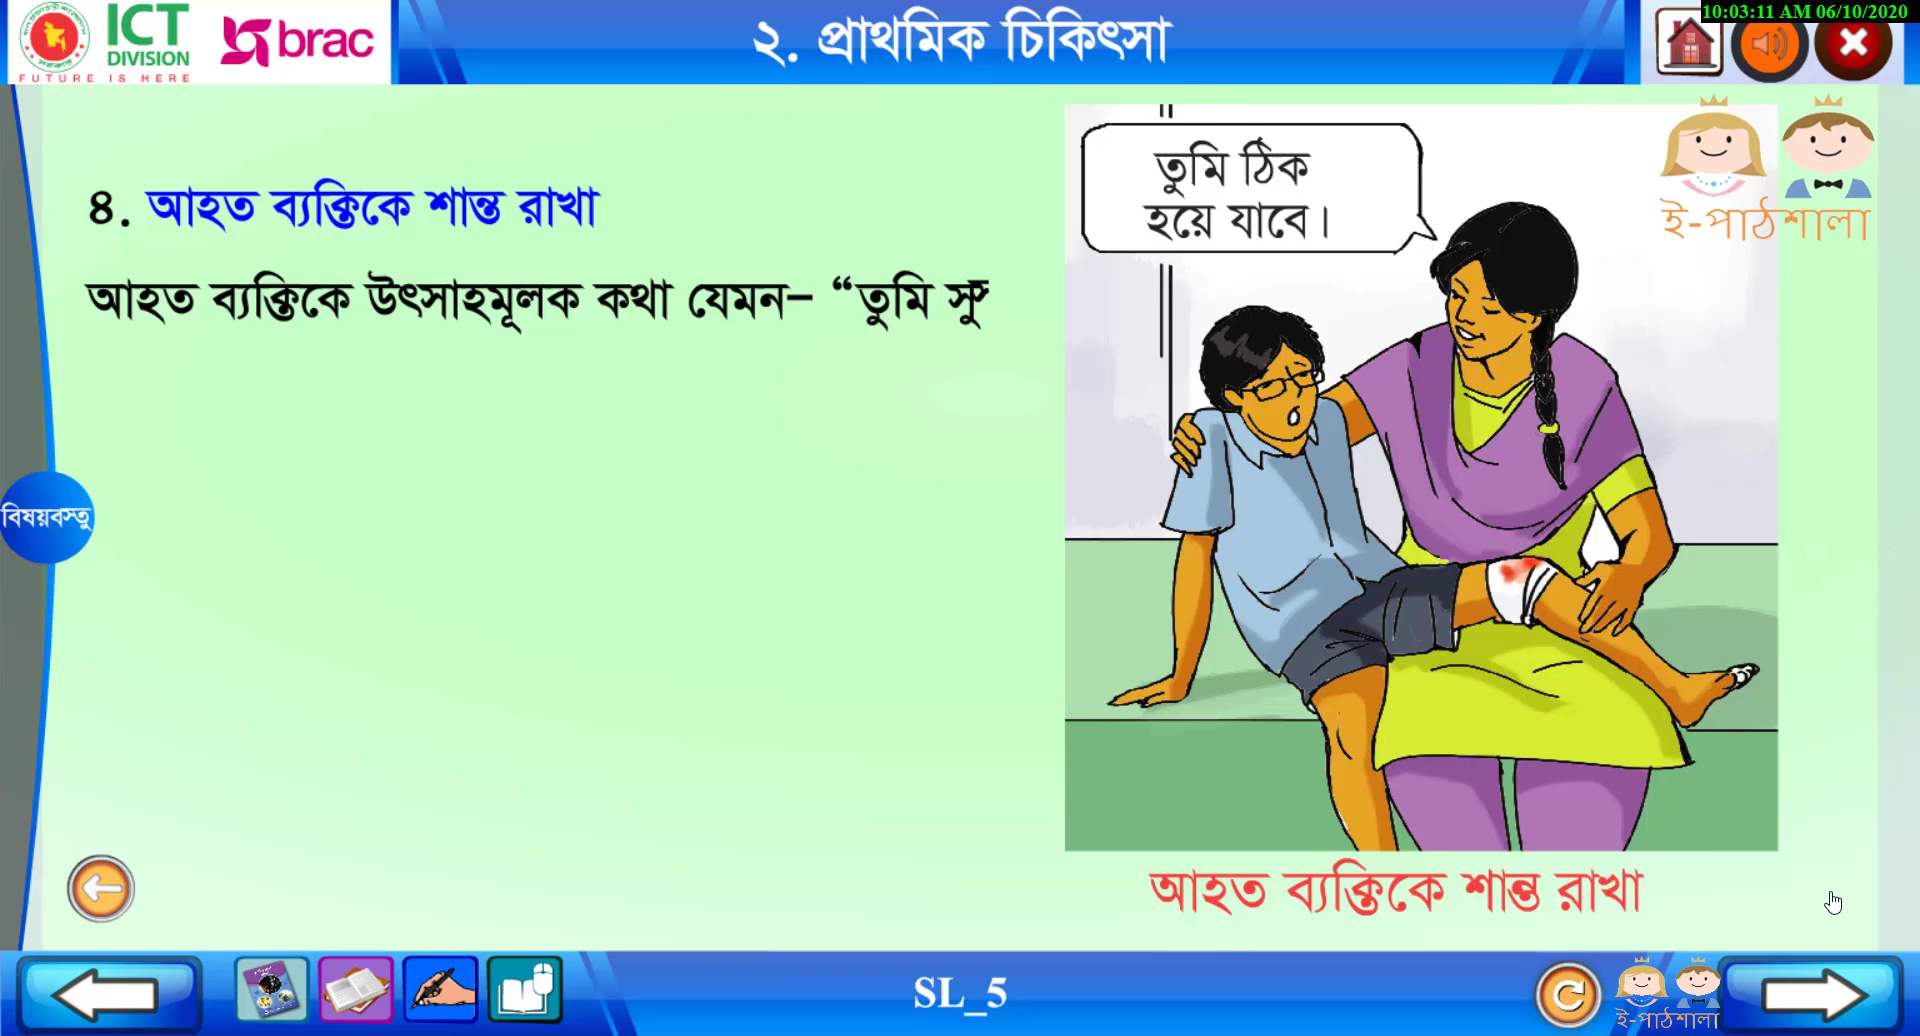 ICT
DIVISION
FUTURE IS HERE
brac
২. প্রাথমিক চিকিৎসা
10:03:11 AM 06/10/2020
৪. আহত ব্যক্তিকে শান্ত রাখা
আহত ব্যক্তিকে উৎসাহমূলক কথা যেমন– “তুমি
তুমি ঠিক
হয়ে যাবে।
ই-পাঠশালা
বিষয়বস্তু
আহত ব্যক্তিকে শান্ত রাখা
SL_5
ই-পাঠশালা